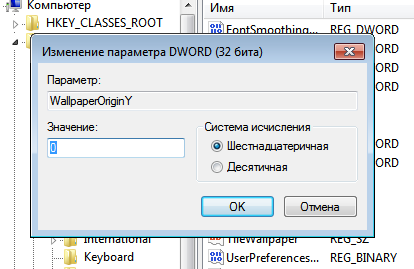 Компьютер
HKEY_CLASSES_ROOT
Имя
Тип
FontSmoothing...
REG_DWORD
Изменение параметра DWORD (32 бита)
Параметр:
WallpaperOriginY
Значение:
0
Система исчисления
Шестнадцатеричная
Десятичная
OK
Отмена
International
Keyboard
TileWallpaper
REG_SZ
UserPreferences...
REG_BINARY